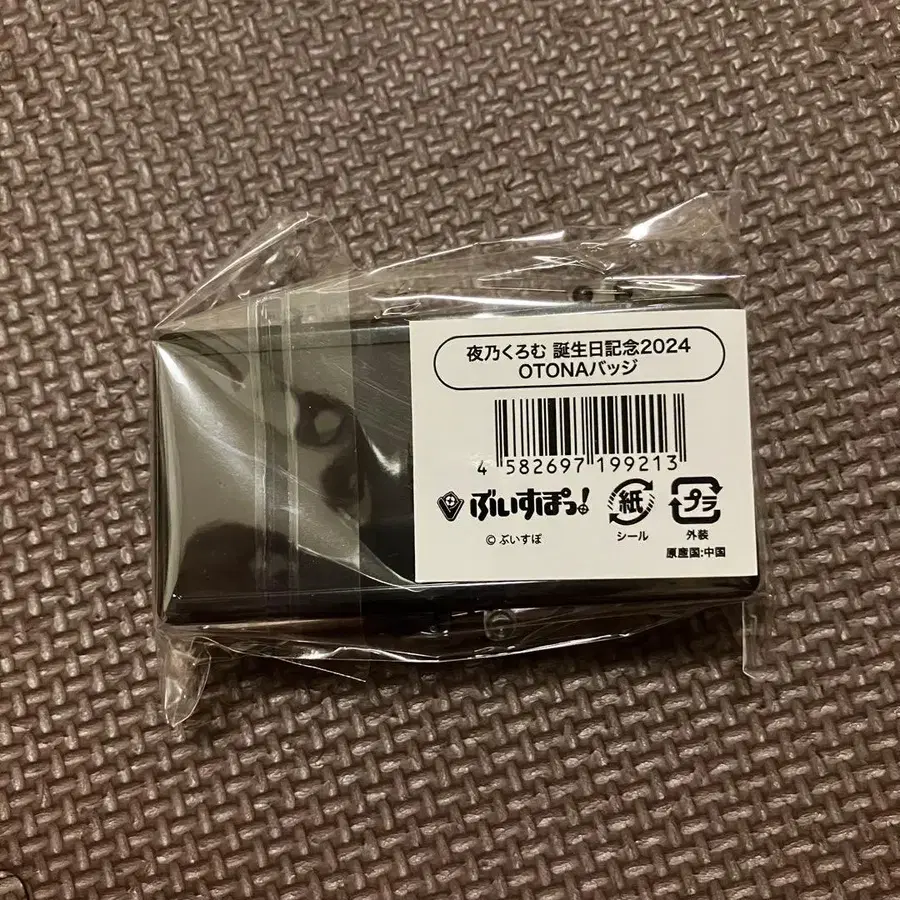 夜乃くろむ 誕生日記念2024
OTONAバッジ
4 582697 199213
ぶいすぽっ!
© ぶいすぽ
紙
シール
プラ
外装
原産国:中国